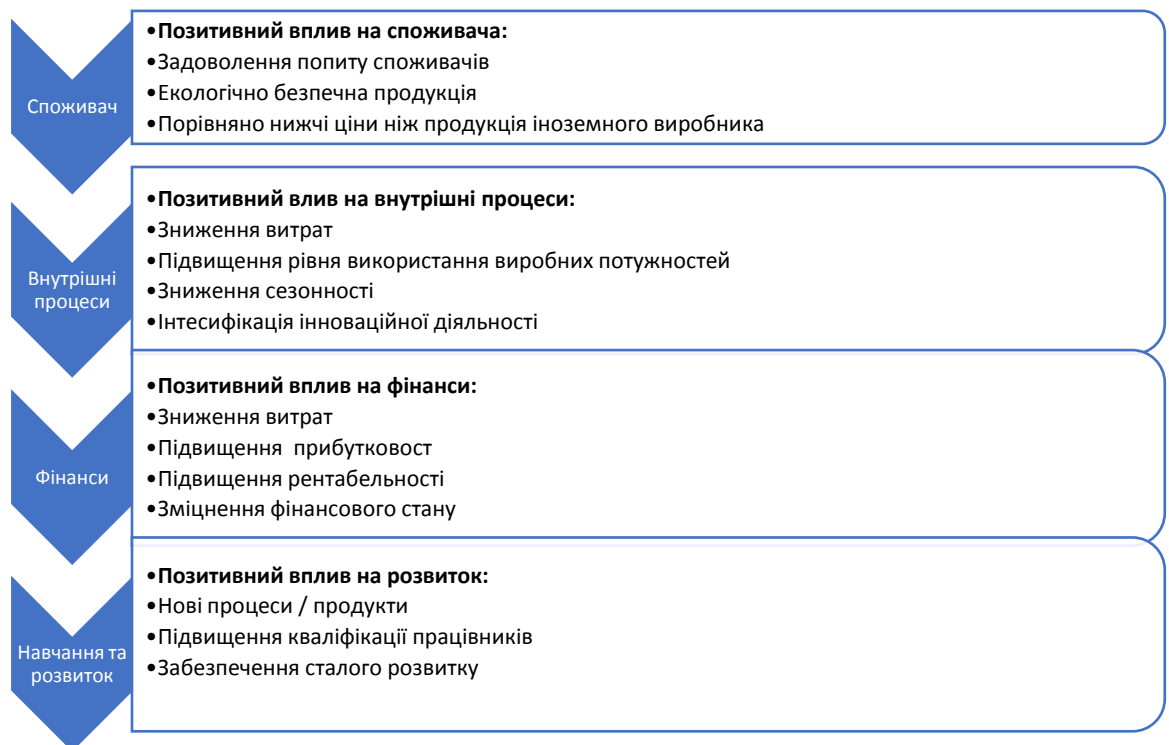 Споживач
•Позитивний вплив на споживача:
•Задоволення попиту споживачів
•Екологічно безпечна продукція
•Порівняно нижчі ціни ніж продукція іноземного виробника
Внутрішні
процеси
•Позитивний влив на внутрішні процеси:
•Зниження витрат
•Підвищення рівня використання виробних потужностей
•Зниження сезонності
•Інтесифікація інноваційної діяльності
Фінанси
•Позитивний вплив на фінанси:
•Зниження витрат
•Підвищення прибутковост
•Підвищення рентабельності
•Зміцнення фінансового стану
Навчання та
розвиток
•Позитивний вплив на розвиток:
•Нові процеси / продукти
•Підвищення кваліфікації працівників
•Забезпечення сталого розвитку